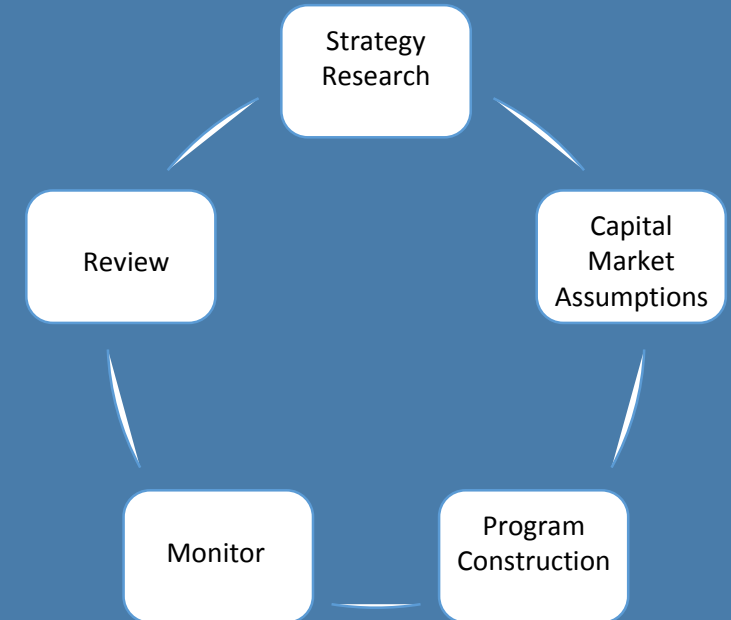 Strategy
Research
Capital
Market
Assumptions
Program
Construction
Monitor
Review